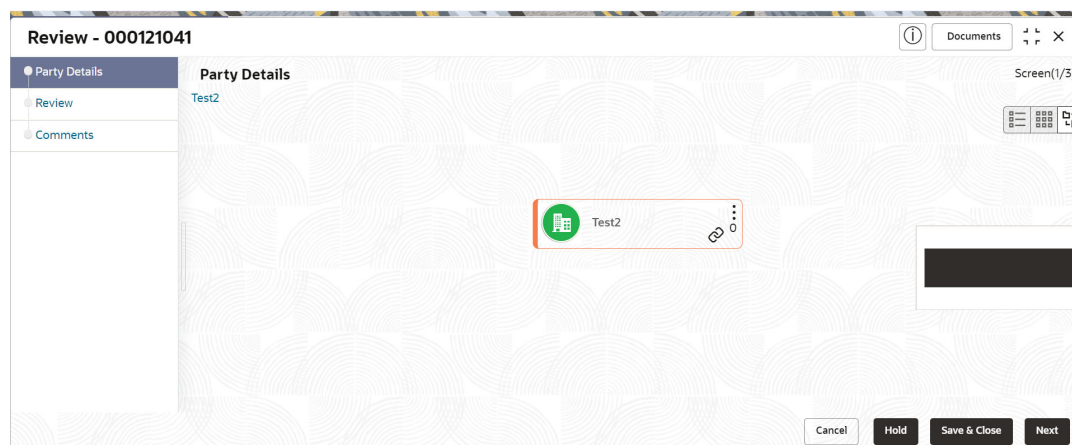 Review - 000121041
Documents
Party Details
Review
Comments
Party Details
Screen(1/3
Test2
Test2
0
Cancel
Hold
Save & Close
Next